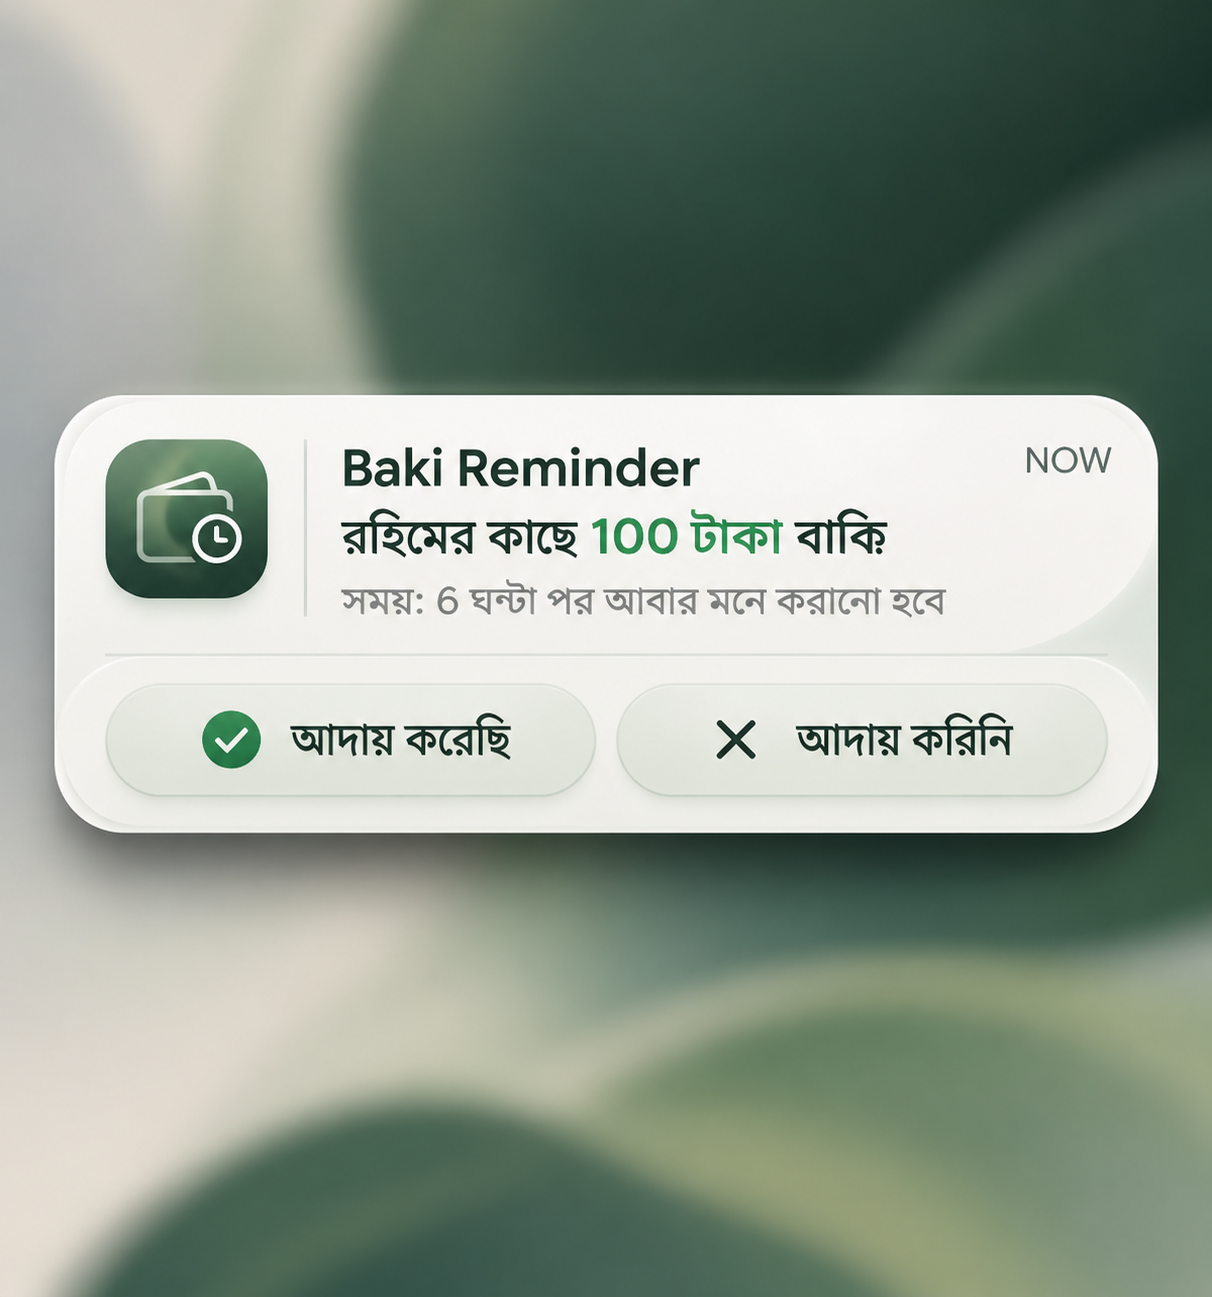 Baki Reminder
NOW
রহিমের কাছে 100 টাকা বাকি
সময়: 6 ঘন্টা পর আবার মনে করানো হবে
আদায় করেছি
আদায় করিনি